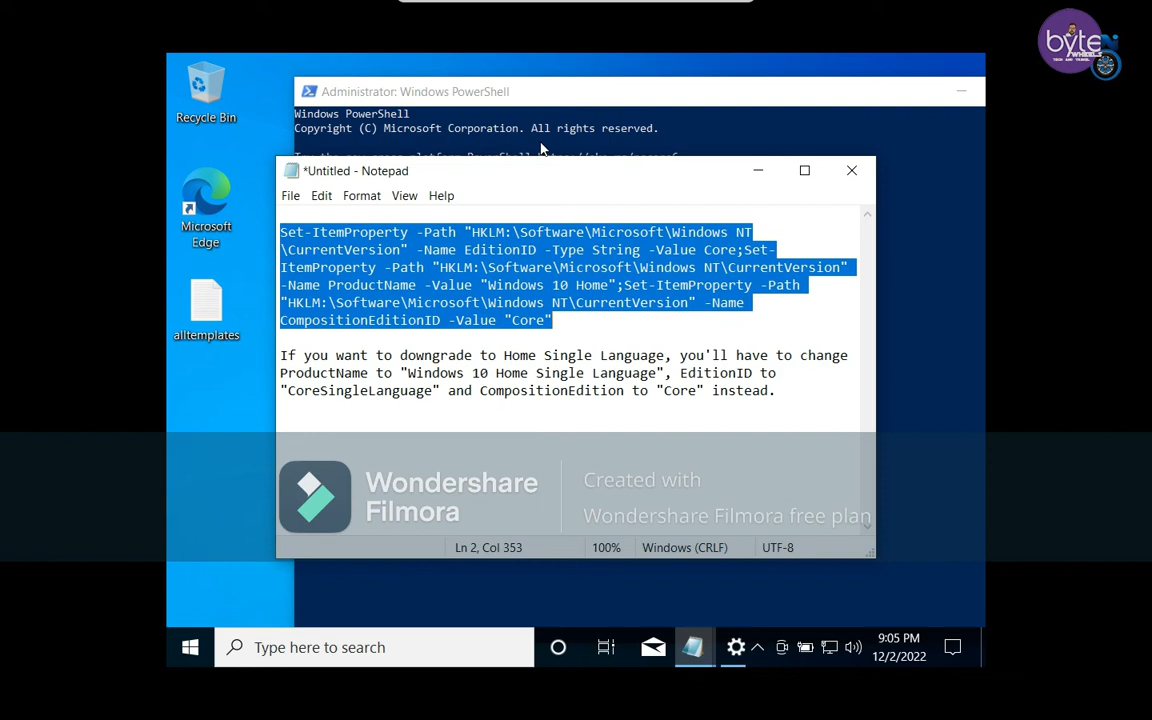 byte
WHEELS
TECH AND TRAVEL
Recycle Bin
Administrator: Windows PowerShell
Windows PowerShell
Copyright (C) Microsoft Corporation. All rights reserved.
*Untitled - Notepad
File Edit Format View Help
Set-ItemProperty -Path "HKLM:\Software\Microsoft\Windows NT
\CurrentVersion" -Name EditionID -Type String -Value Core;Set-
ItemProperty -Path "HKLM:\Software\Microsoft\Windows NT\CurrentVersion"
-Name ProductName -Value "Windows 10 Home";Set-ItemProperty -Path
"HKLM:\Software\Microsoft\Windows NT\CurrentVersion" -Name
CompositionEditionID -Value "Core"
If you want to downgrade to Home Single Language, you'll have to change
ProductName to "Windows 10 Home Single Language", EditionID to
"CoreSingleLanguage" and CompositionEdition to "Core" instead.
Microsoft
Edge
alltemplates
Wondershare
Filmora
Created with
Wondershare Filmora free plan
Ln 2, Col 353 100% Windows (CRLF) UTF-8
Type here to search
9:05 PM
12/2/2022